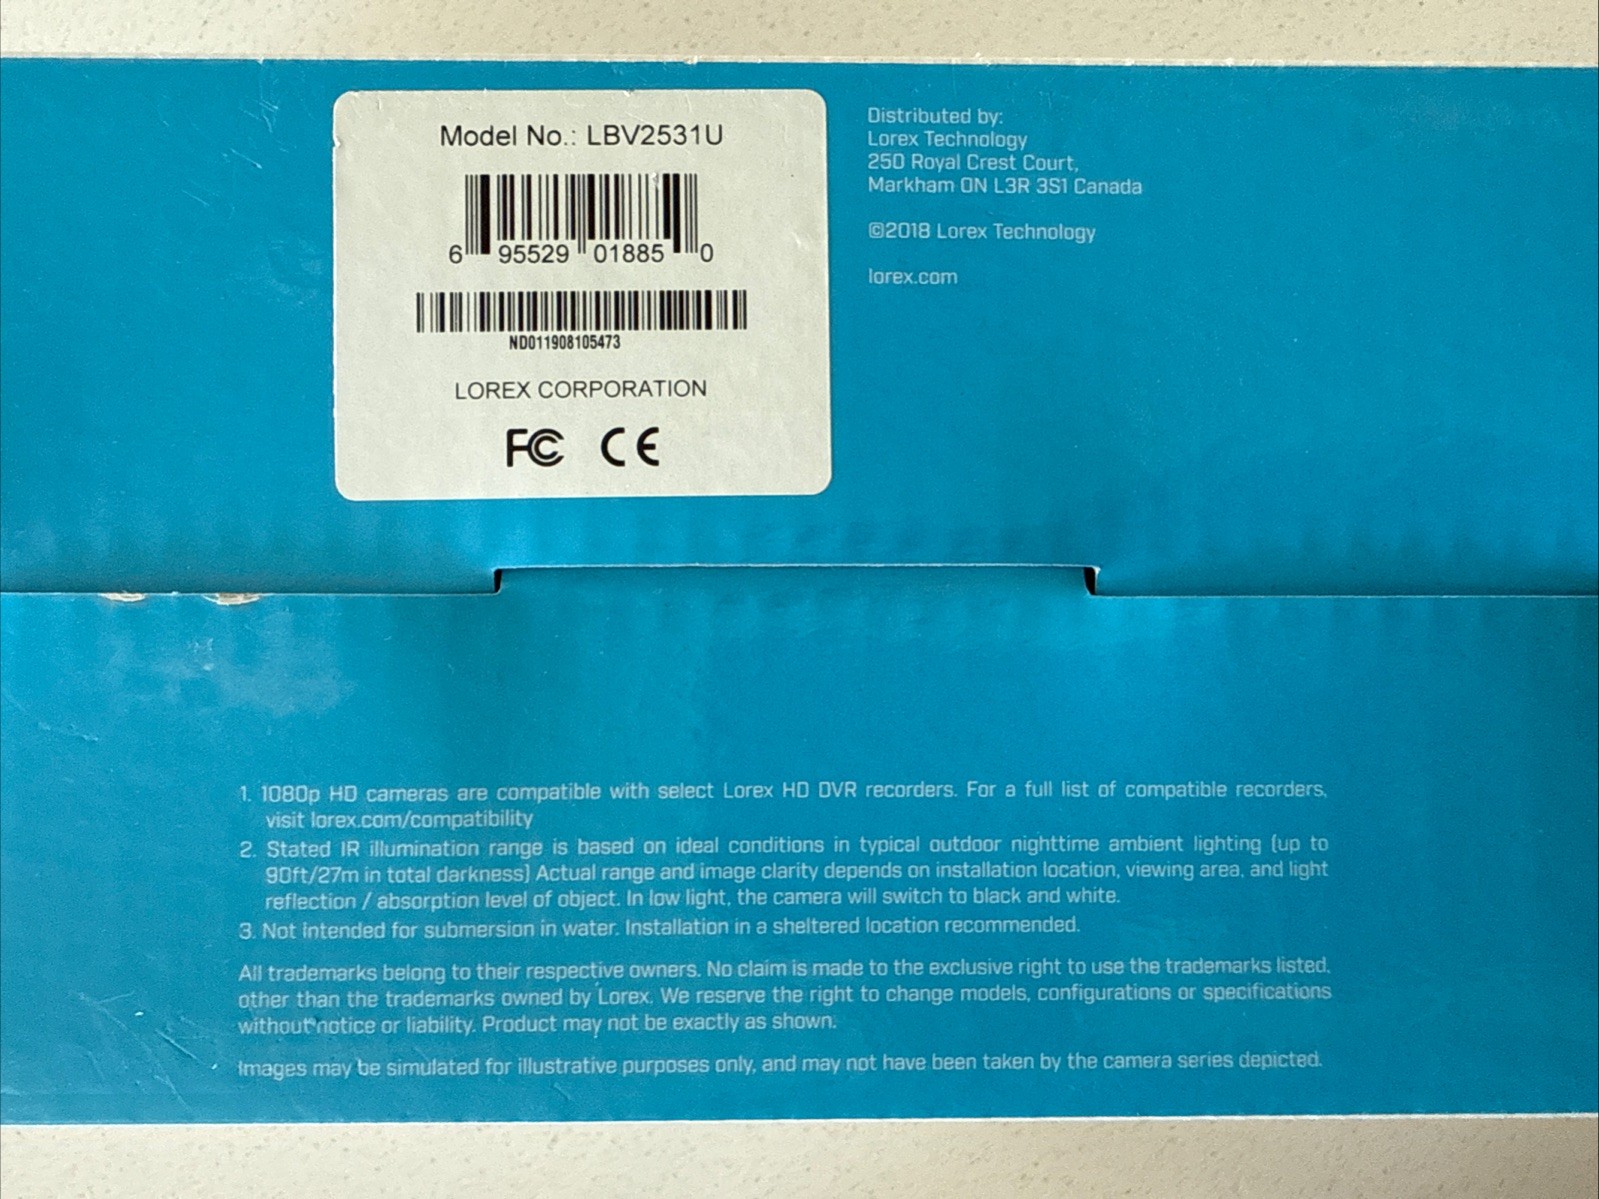 Model No.: LBV2531U
6 95529 01885 0
ND011908105473
LOREX CORPORATION
FC CE
Distributed by:
Lorex Technology
250 Royal Crest Court,
Markham ON L3R 3S1 Canada
©2018 Lorex Technology
lorex.com
1. 1080p HD cameras are compatible with select Lorex HD DVR recorders. For a full list of compatible recorders,
visit lorex.com/compatibility
2. Stated IR illumination range is based on ideal conditions in typical outdoor nighttime ambient lighting (up to
90ft/27m in total darkness) Actual range and image clarity depends on installation location, viewing area, and light
reflection / absorption level of object. In low light, the camera will switch to black and white.
3. Not intended for submersion in water. Installation in a sheltered location recommended.
All trademarks belong to their respective owners. No claim is made to the exclusive right to use the trademarks listed,
other than the trademarks owned by Lorex. We reserve the right to change models, configurations or specifications
without notice or liability. Product may not be exactly as shown.
Images may be simulated for illustrative purposes only, and may not have been taken by the camera series depicted.